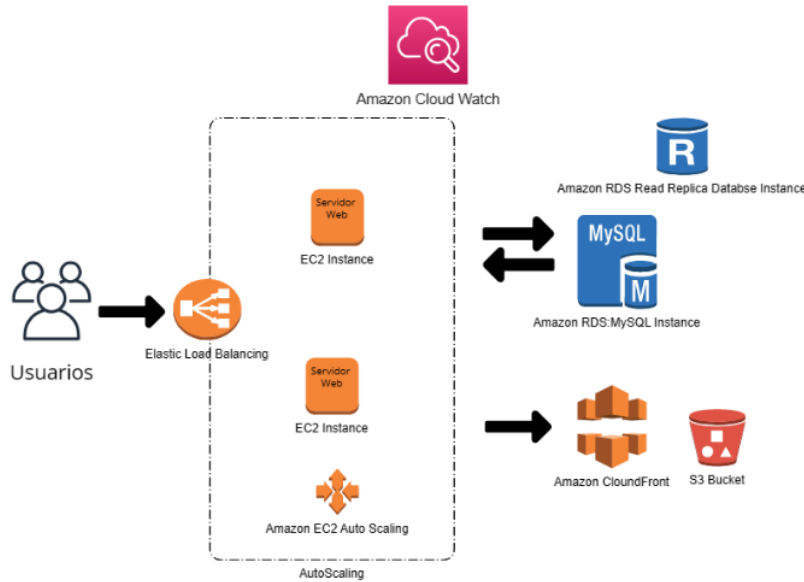 Amazon Cloud Watch
R
Amazon RDS Read Replica Databse Instance
Servidor
Web
EC2 Instance
MySQL
M
Amazon RDS:MySQL Instance
Usuarios
Elastic Load Balancing
Servidor
Web
EC2 Instance
Amazon CloundFront
S3 Bucket
Amazon EC2 Auto Scaling
AutoScaling